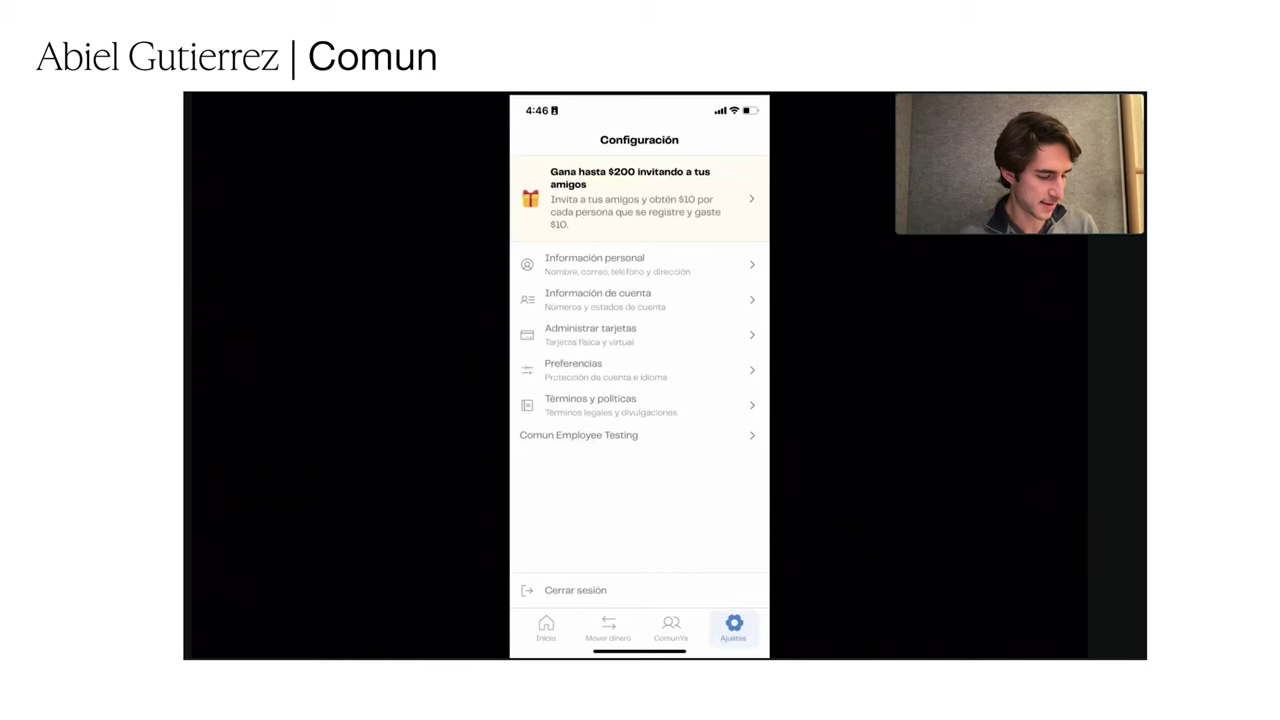 Abiel Gutierrez | Comun
4:46
Configuración
Gana hasta $200 invitando a tus
amigos
Invita a tus amigos y obtén $10 por
cada persona que se registre y gaste
$10.
Información personal
Nombre, correo, teléfono y dirección
Información de cuenta
Números y estados de cuenta
Administrar tarjetas
Tarjetas física y virtual
Preferencias
Protección de cuenta e idioma
Términos y políticas
Términos legales y divulgaciones
Comun Employee Testing
Cerrar sesión
Inicio
Mover dinero
ComunYa
Ajustes